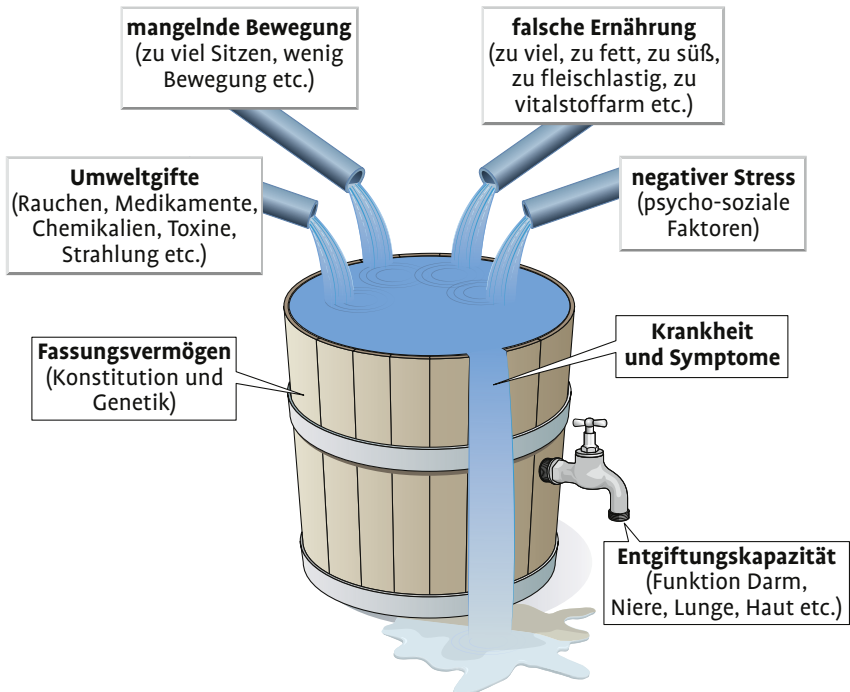 mangelnde Bewegung
(zu viel Sitzen, wenig
Bewegung etc.)
falsche Ernährung
(zu viel, zu fett, zu süß,
zu fleischlastig, zu
vitalstoffarm etc.)
Umweltgifte
(Rauchen, Medikamente,
Chemikalien, Toxine,
Strahlung etc.)
negativer Stress
(psycho-soziale
Faktoren)
Fassungsvermögen
(Konstitution und
Genetik)
Krankheit
und Symptome
Entgiftungskapazität
(Funktion Darm,
Niere, Lunge, Haut etc.)